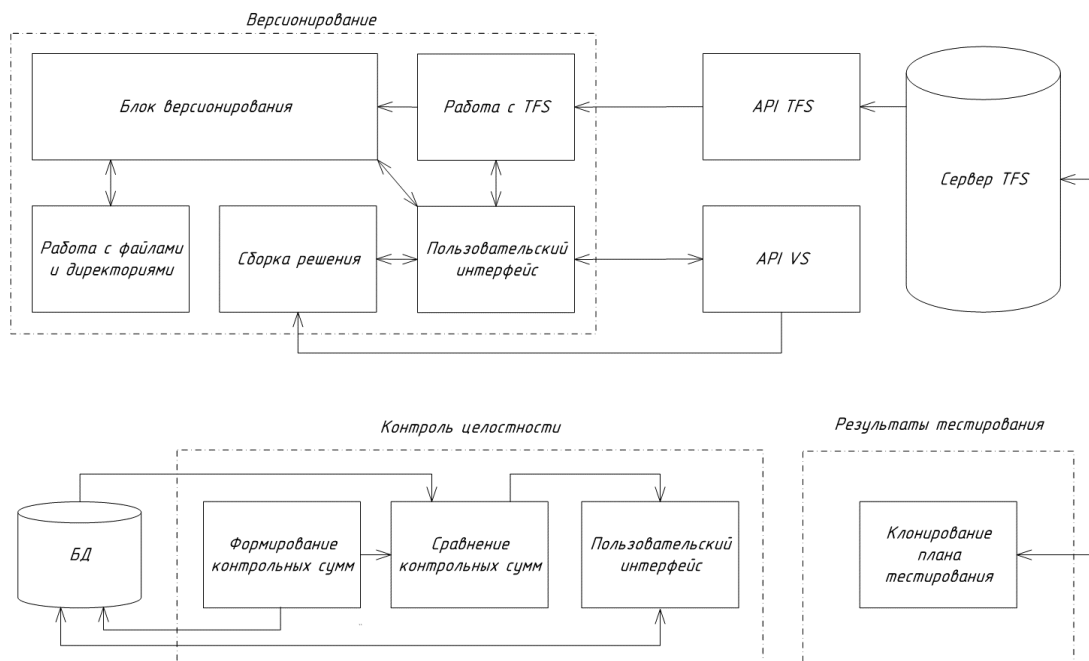 Версионирование
Блок версионирования
Работа с TFS
API TFS
Сервер TFS
Работа с файлами
и директориями
Сборка решения
Пользовательский
интерфейс
API VS
Контроль целостности
Результаты тестирования
БД
Формирование
контрольных сумм
Сравнение
контрольных сумм
Пользовательский
интерфейс
Клонирование
плана
тестирования